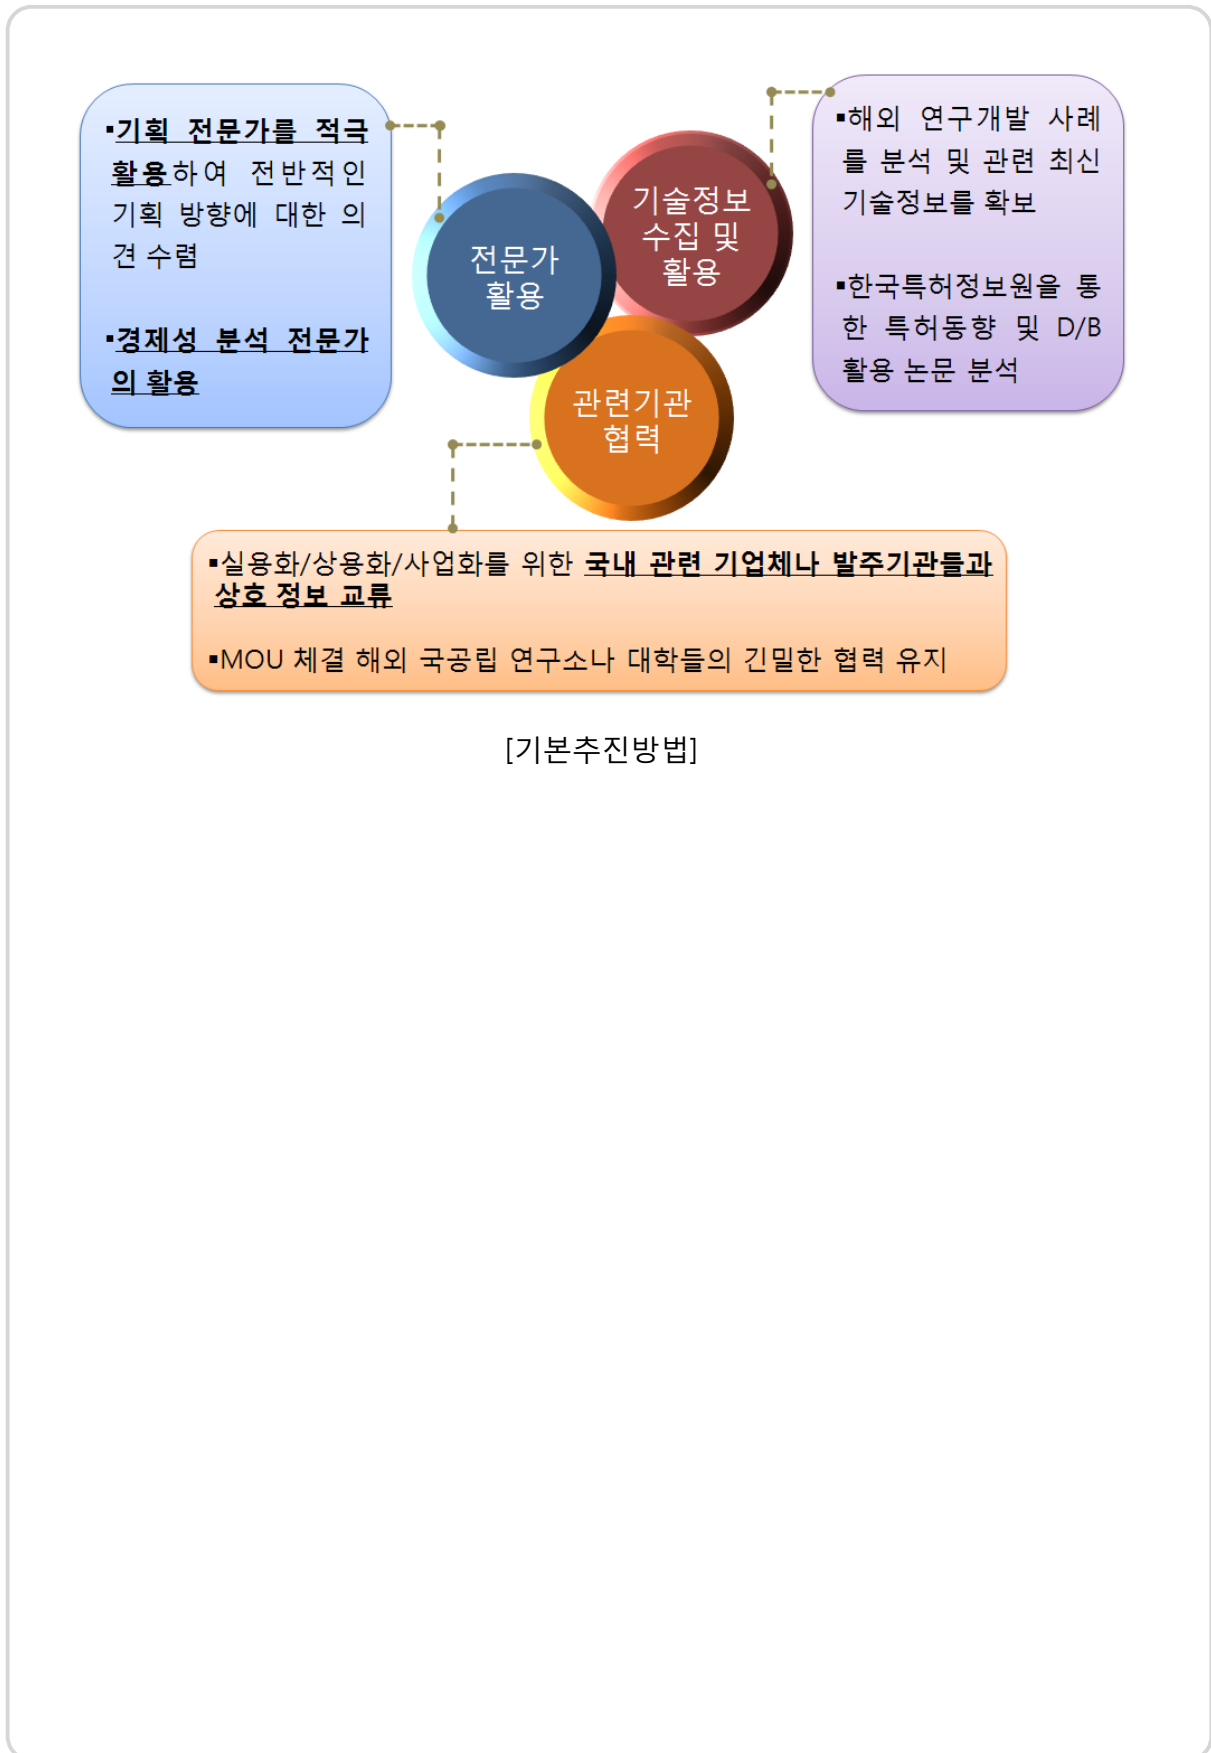 ▪기획 전문가를 적극
활용하여 전반적인
기획 방향에 대한 의
견 수렴
▪경제성 분석 전문가
의 활용
전문가
활용
기술정보
수집 및
활용
관련기관
협력
▪해외 연구개발 사례
를 분석 및 관련 최신
기술정보를 확보
▪한국특허정보원을 통
한 특허동향 및 D/B
활용 논문 분석
▪실용화/상용화/사업화를 위한 국내 관련 기업체나 발주기관들과
상호 정보 교류
▪MOU 체결 해외 국공립 연구소나 대학들의 긴밀한 협력 유지
[기본추진방법]